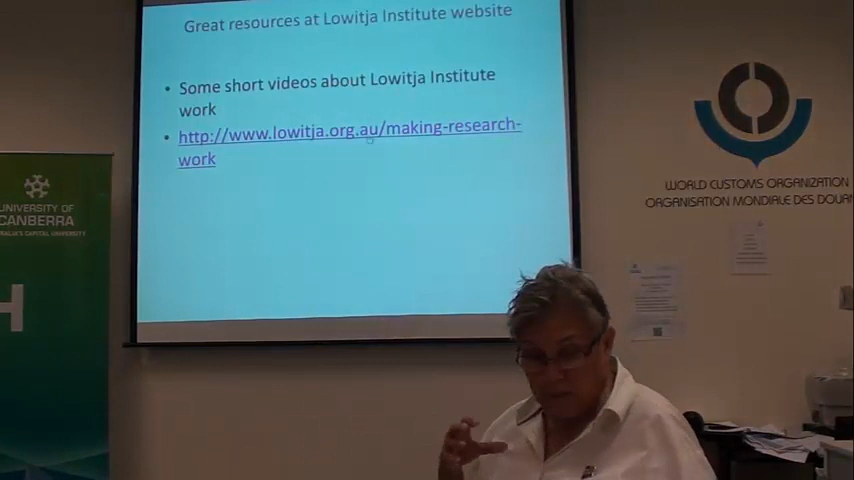 Great resources at Lowitja Institute website
• Some short videos about Lowitja Institute
work
• http://www.lowitja.org.au/making-research-
work
UNIVERSITY OF
CANBERRA
AUSTRALIA'S CAPITAL UNIVERSITY
H
WORLD CUSTOMS ORGANIZATION
ORGANISATION MONDIALE DES DOUAN